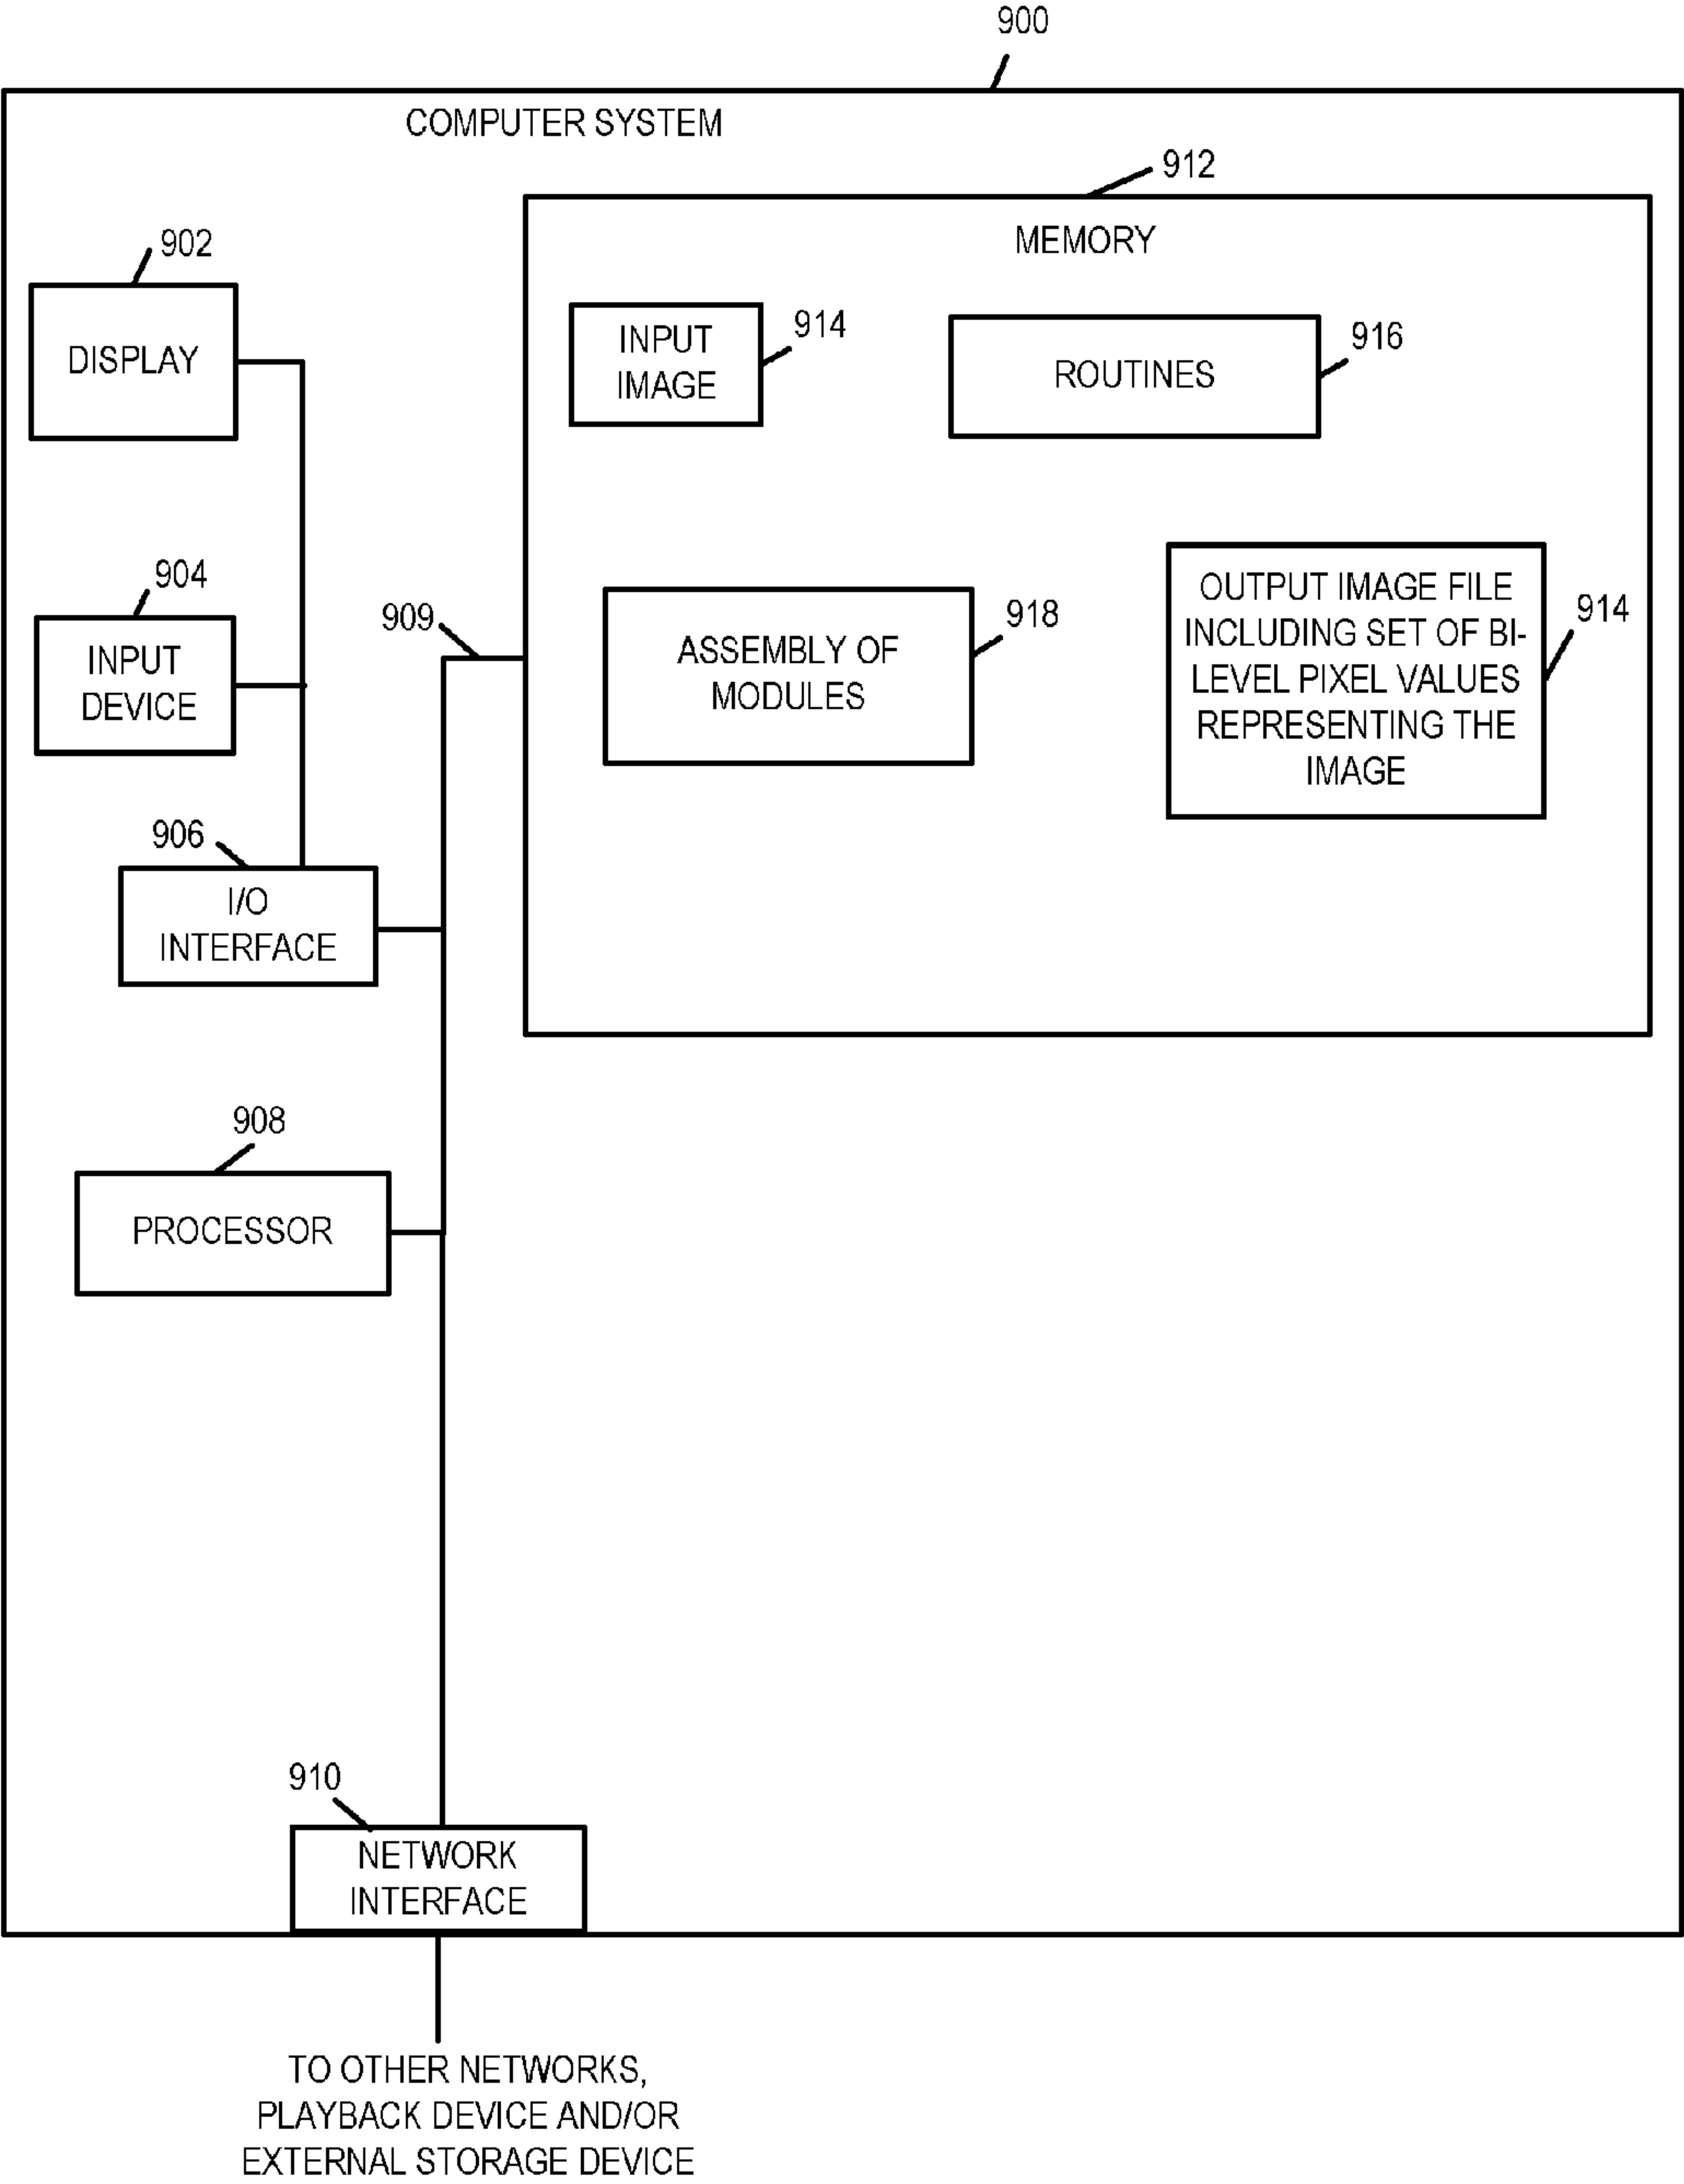 900
COMPUTER SYSTEM
912
MEMORY
902
DISPLAY
INPUT
IMAGE
914
ROUTINES
916
904
INPUT
DEVICE
909
ASSEMBLY OF
MODULES
918
OUTPUT IMAGE FILE
INCLUDING SET OF BI-
LEVEL PIXEL VALUES
REPRESENTING THE
IMAGE
914
906
I/O
INTERFACE
908
PROCESSOR
910
NETWORK
INTERFACE
TO OTHER NETWORKS,
PLAYBACK DEVICE AND/OR
EXTERNAL STORAGE DEVICE